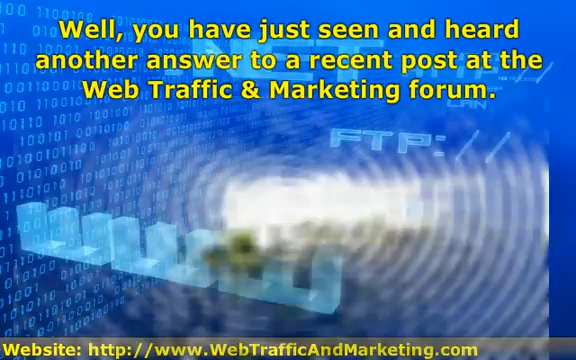 Well, you have just seen and heard
another answer to a recent post at the
Web Traffic & Marketing forum.
FTP://
Website: http://www.WebTrafficAndMarketing.com